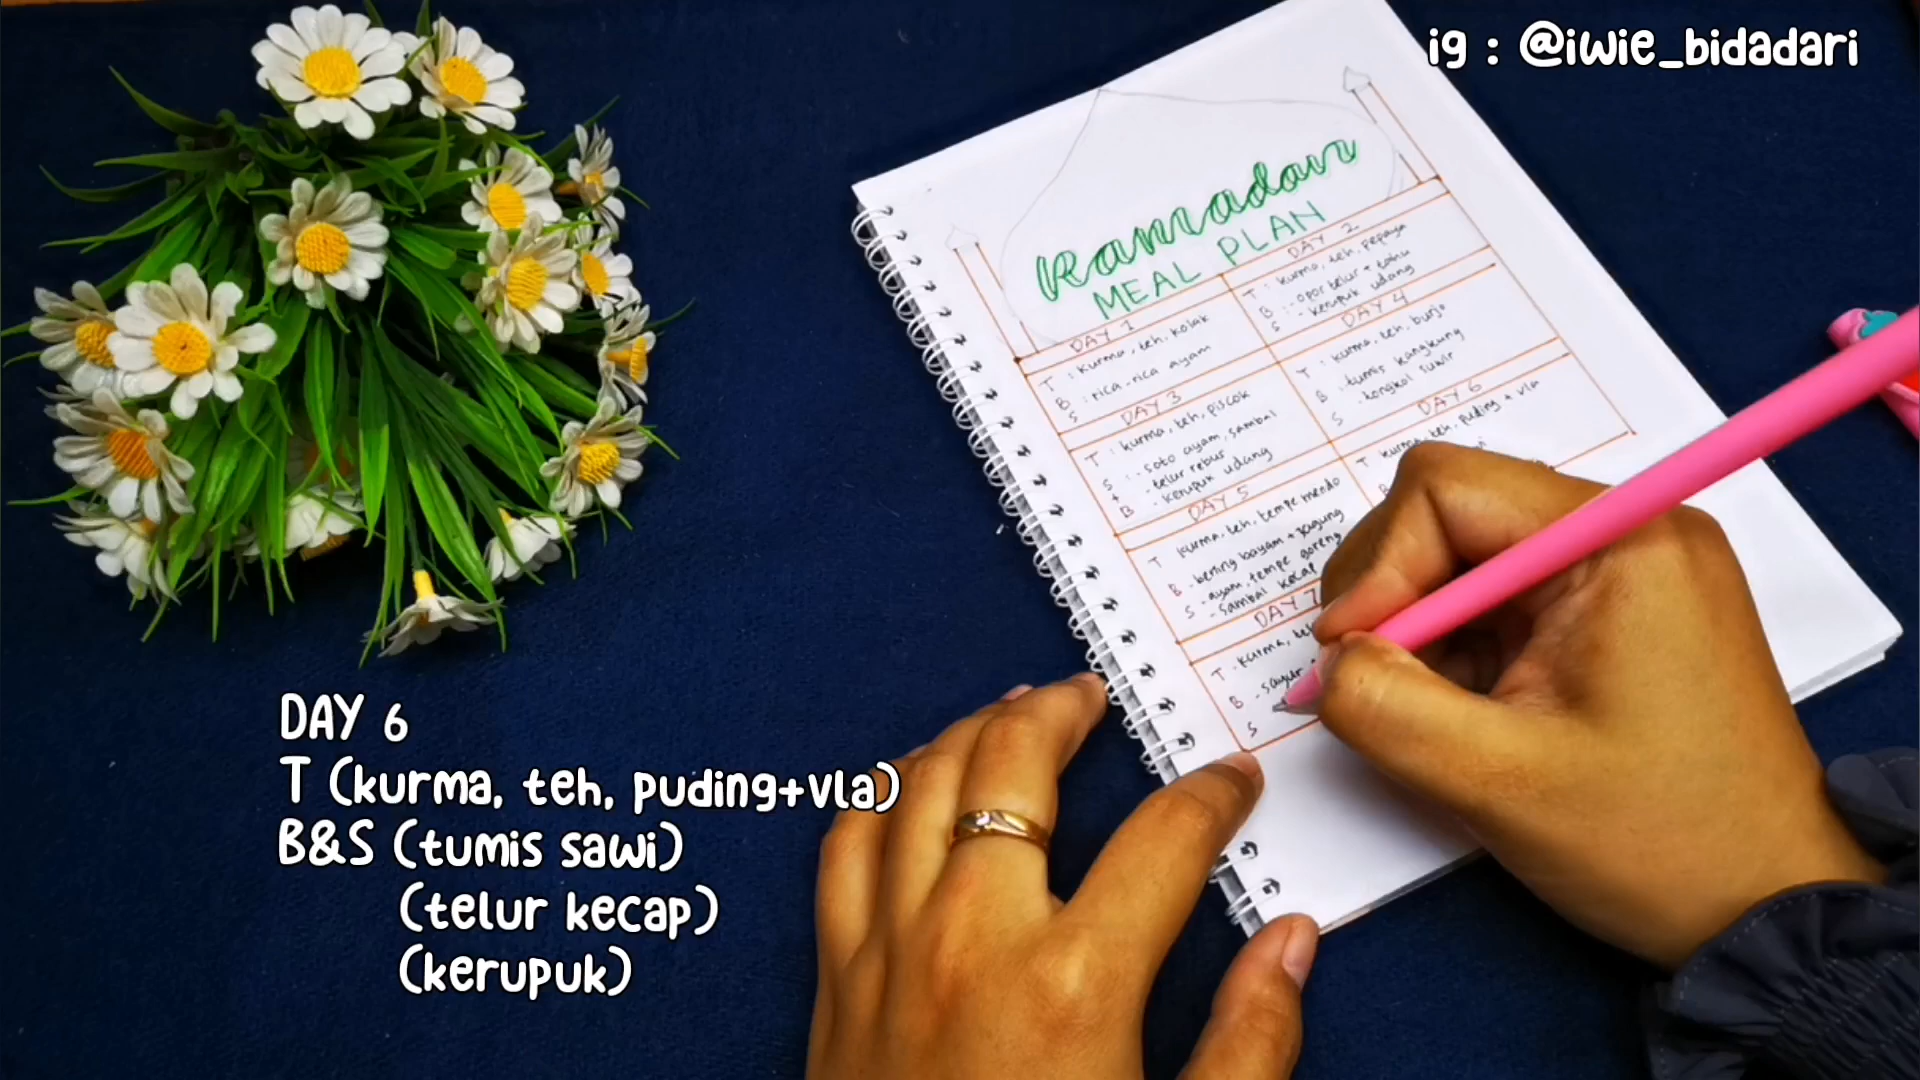 ig : @iwie_bidadari
Ramadan
MEAL PLAN
DAY 1
T : kurma, teh, kolak
B : rica-rica ayam
S
DAY 2
T : kurma, teh, pepaya
B : - opor telur + tahu
S - kerupuk udang
DAY 3
T : kurma, teh, piscok
S : - soto ayam, sambal
+ - telur rebus
B - kerupuk udang
DAY 4
T : kurma, teh, burjo
B : tumis kangkung
S - tongkol suwir
DAY 5
T kurma, teh, tempe mendo
B - bening bayam + jagung
S - ayam, tempe goreng
- sambal kecap
DAY 6
T kurma, teh, puding + vla
B
DAY 7
T - kurma, teh
B - sayur
S
DAY 6
T (kurma, teh, puding+vla)
B&S (tumis sawi)
(telur kecap)
(kerupuk)